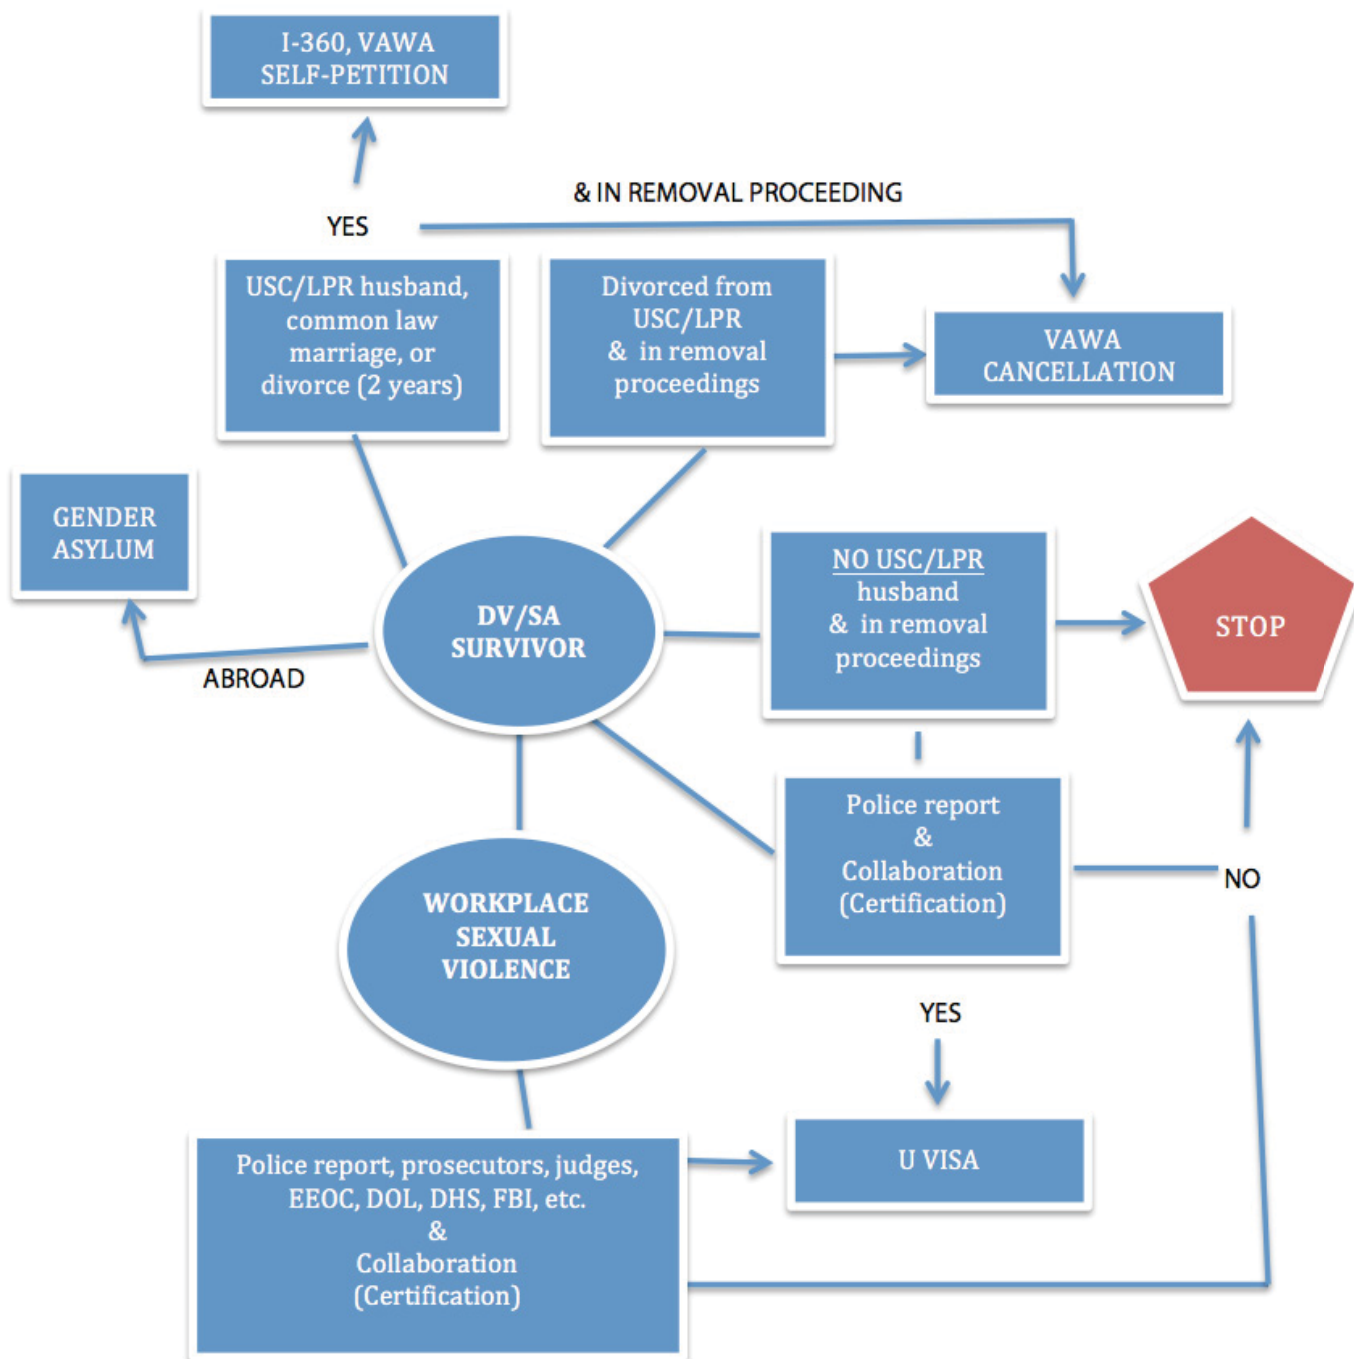 I-360, VAWA
SELF-PETITION
& IN REMOVAL PROCEEDING
YES
USC/LPR husband,
common law
marriage, or
divorce (2 years)
Divorced from
USC/LPR
& in removal
proceedings
VAWA
CANCELLATION
GENDER
ASYLUM
ABROAD
DV/SA
SURVIVOR
NO USC/LPR
husband
& in removal
proceedings
STOP
Police report
&
Collaboration
(Certification)
NO
YES
WORKPLACE
SEXUAL
VIOLENCE
U VISA
Police report, prosecutors, judges,
EEOC, DOL, DHS, FBI, etc.
&
Collaboration
(Certification)